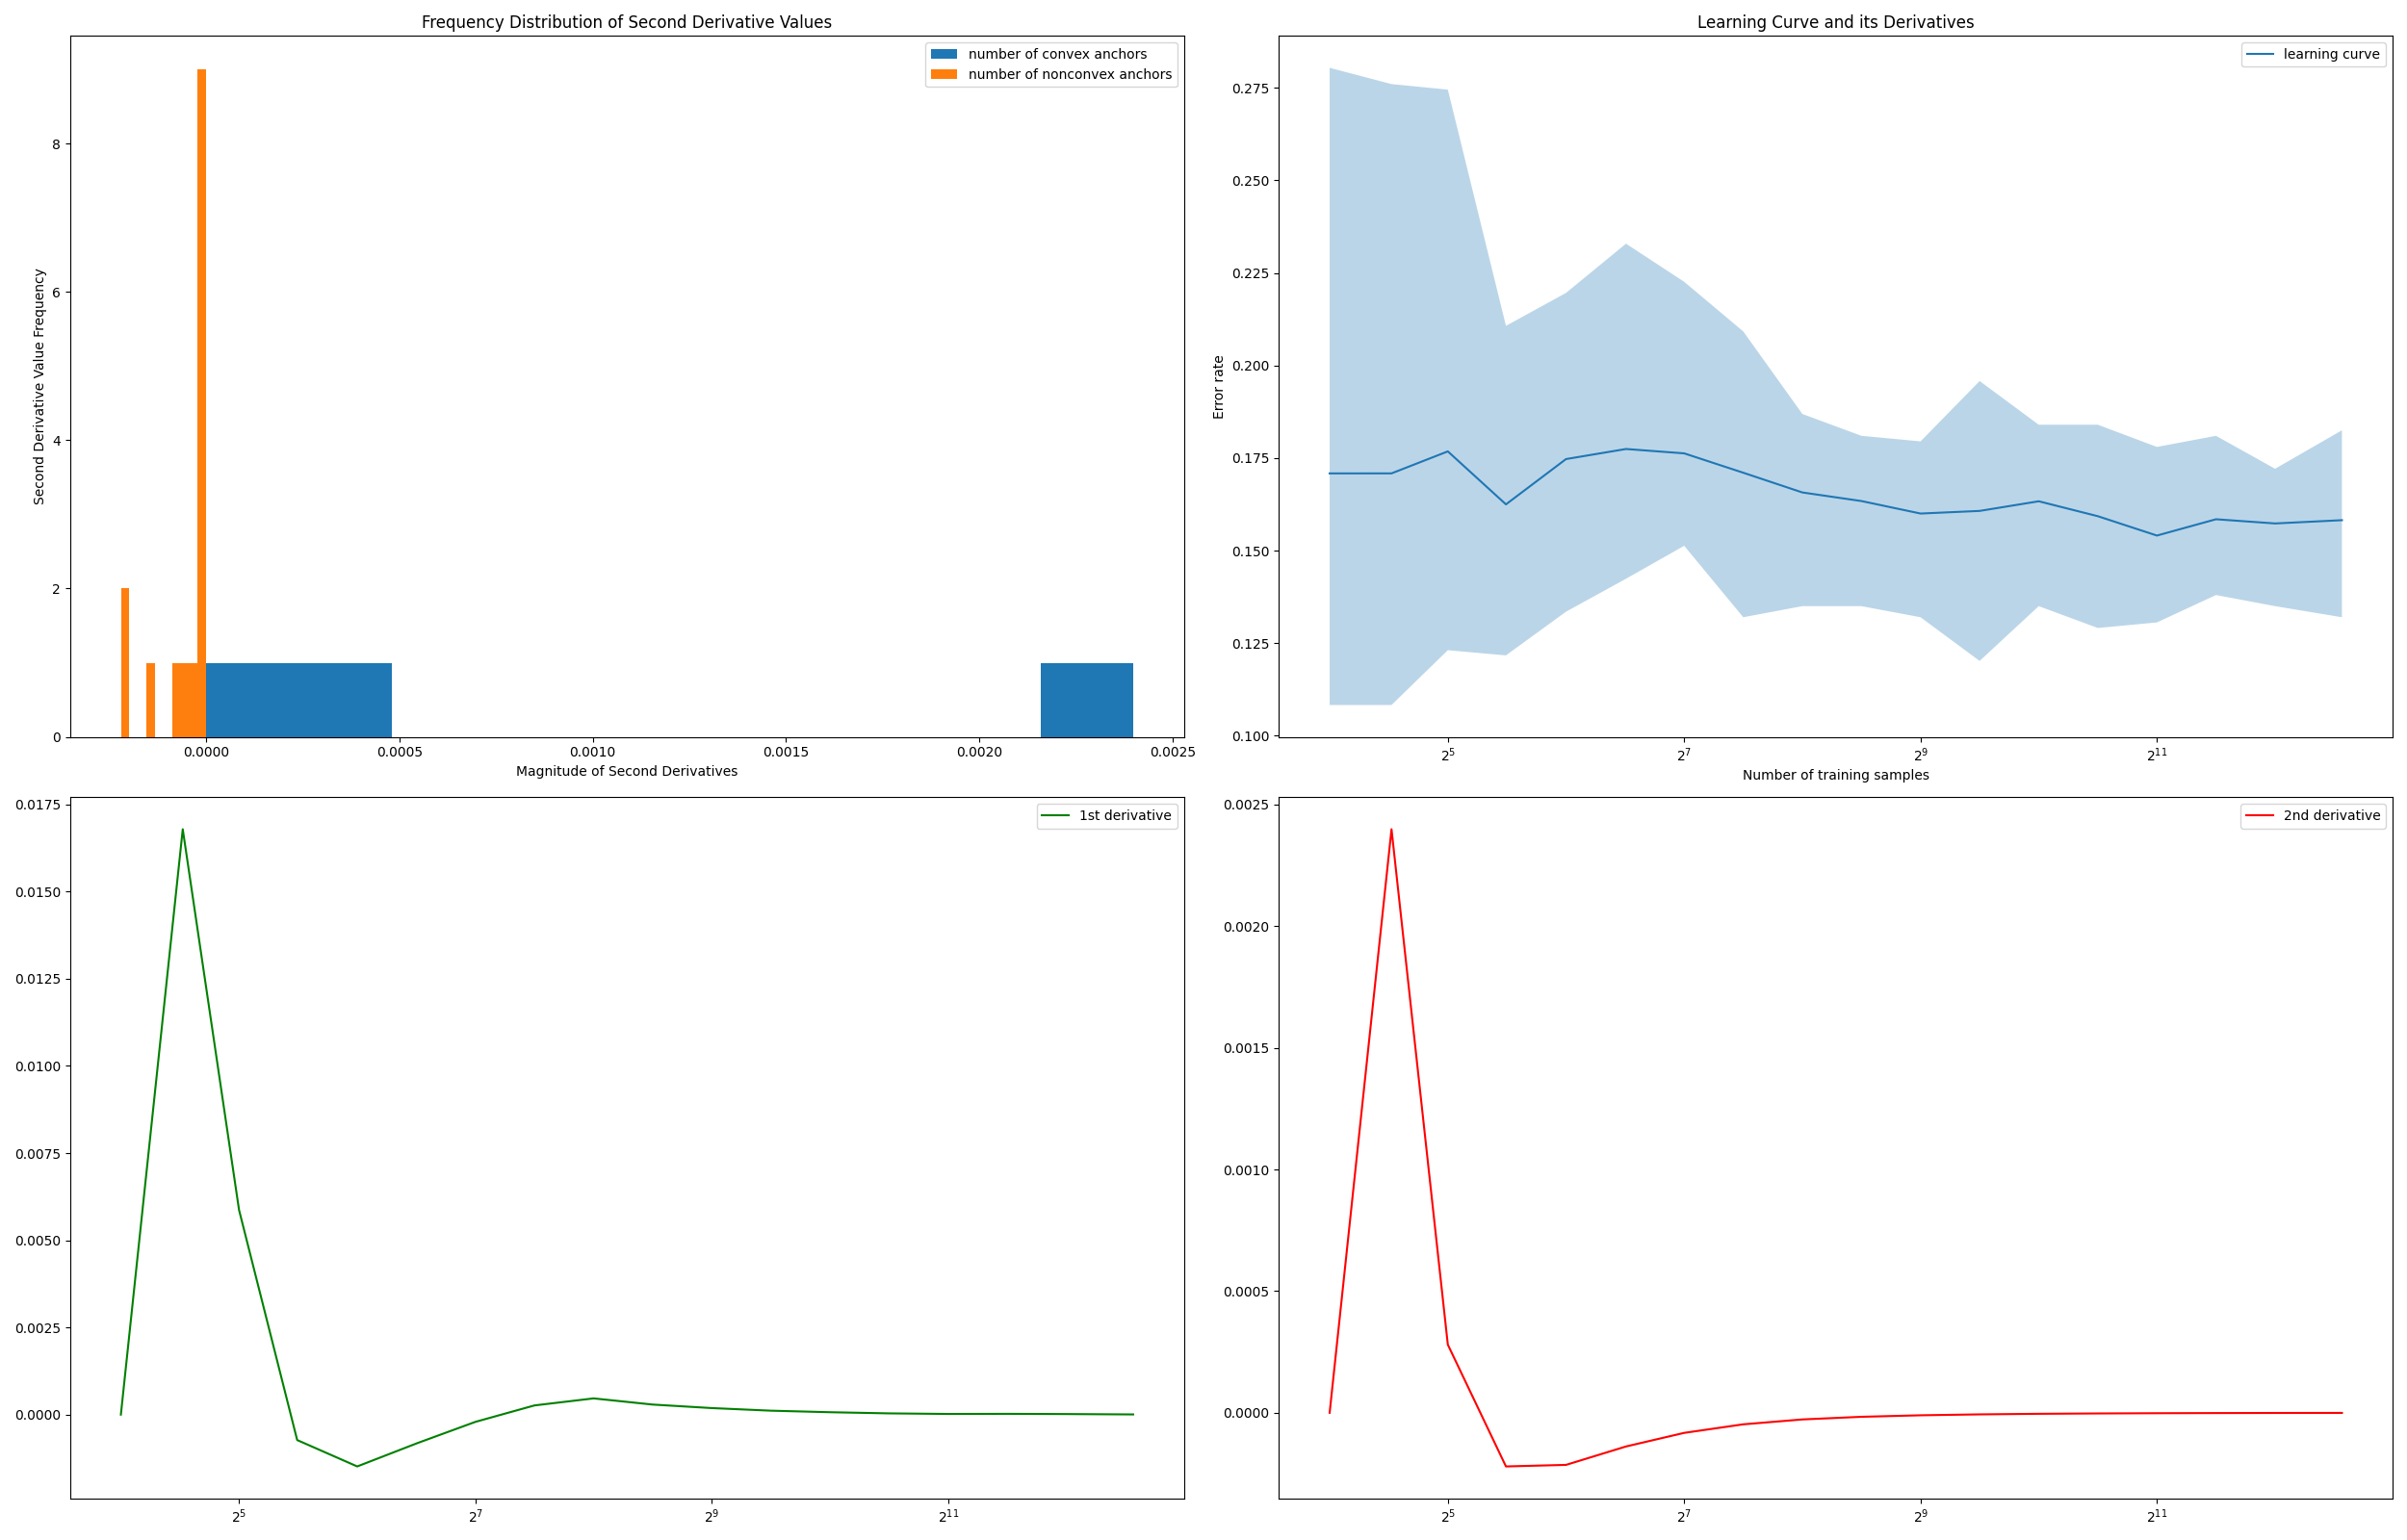 Frequency Distribution of Second Derivative Values
number of convex anchors
number of nonconvex anchors
Second Derivative Value Frequency
8
6
4
2
0
0.0000 0.0005 0.0010 0.0015 0.0020 0.0025
Magnitude of Second Derivatives
Learning Curve and its Derivatives
learning curve
Error rate
0.275
0.250
0.225
0.200
0.175
0.150
0.125
0.100
2⁵ 2⁷ 2⁹ 2¹¹
Number of training samples
1st derivative
0.0175
0.0150
0.0125
0.0100
0.0075
0.0050
0.0025
0.0000
2⁵ 2⁷ 2⁹ 2¹¹
2nd derivative
0.0025
0.0020
0.0015
0.0010
0.0005
0.0000
2⁵ 2⁷ 2⁹ 2¹¹